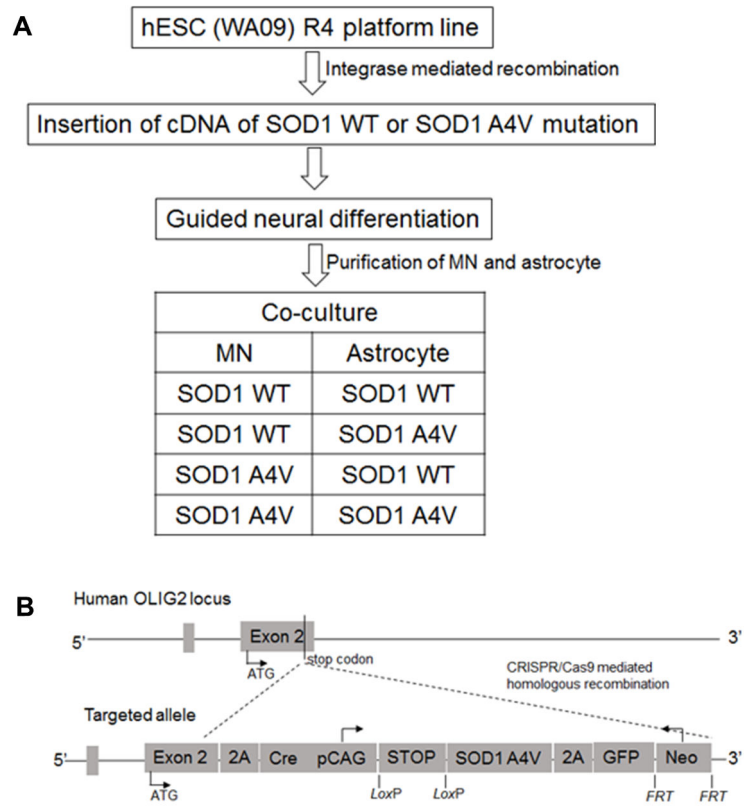 A
hESC (WA09) R4 platform line
Integrase mediated recombination
Insertion of cDNA of SOD1 WT or SOD1 A4V mutation
Guided neural differentiation
Purification of MN and astrocyte
Co-culture
MN Astrocyte
SOD1 WT SOD1 WT
SOD1 WT SOD1 A4V
SOD1 A4V SOD1 WT
SOD1 A4V SOD1 A4V
B
Human OLIG2 locus
5' Exon 2 3'
stop codon
ATG
CRISPR/Cas9 mediated
homologous recombination
Targeted allele
5' Exon 2 2A Cre pCAG STOP SOD1 A4V 2A GFP Neo 3'
ATG LoxP LoxP FRT FRT